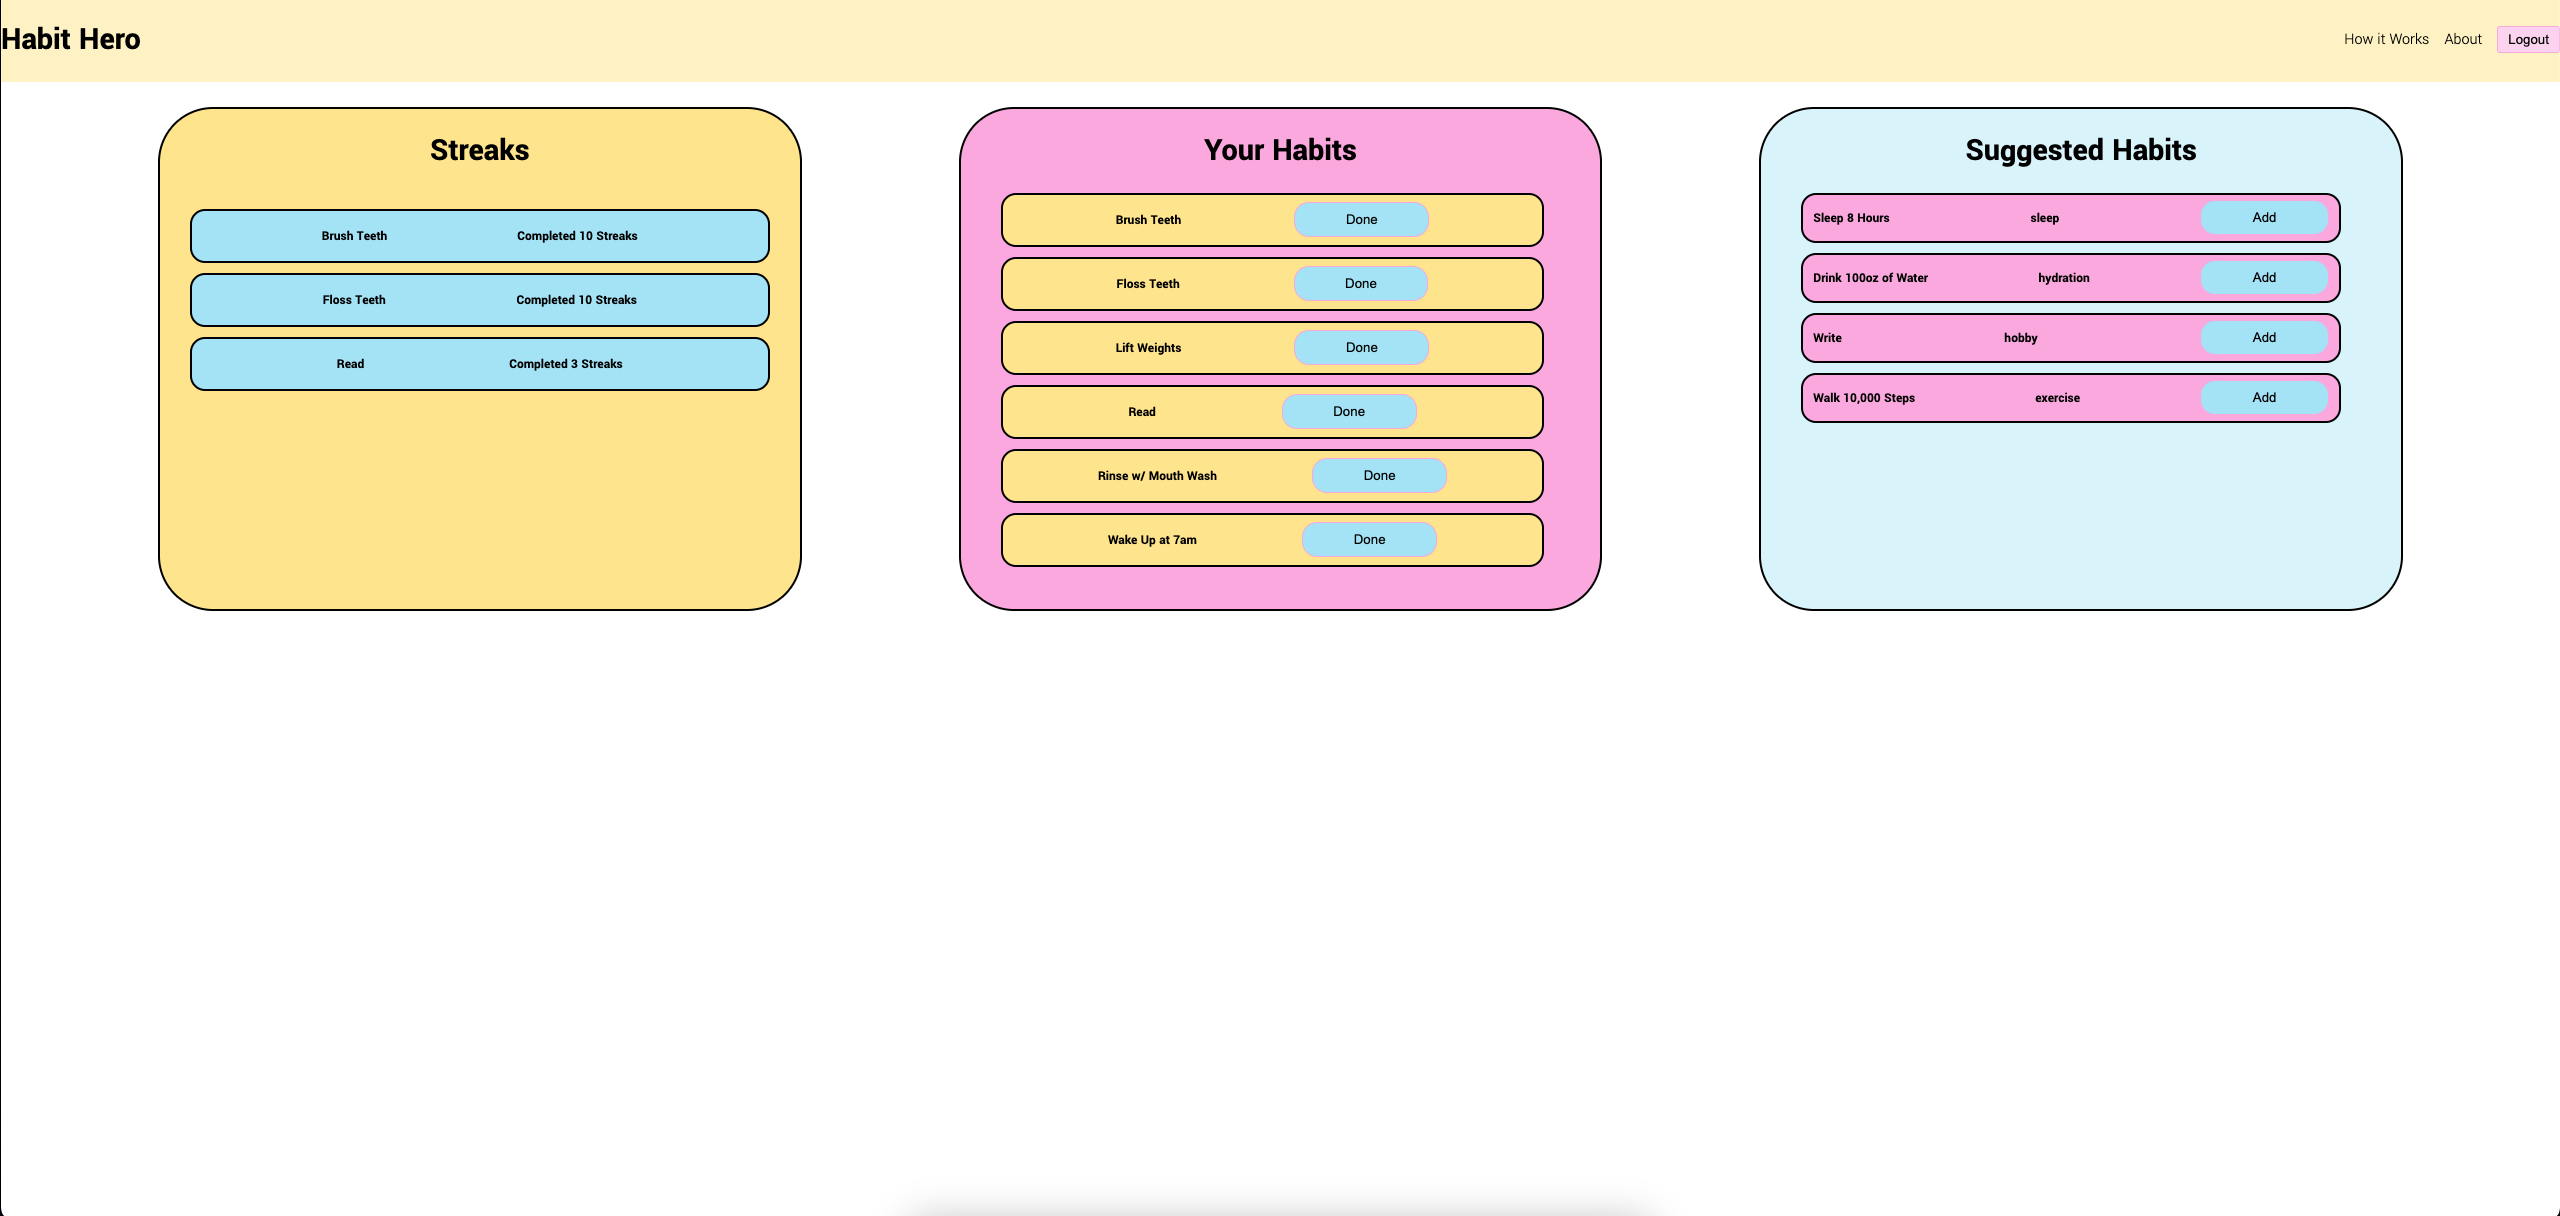 Habit Hero
How it Works About Logout
Streaks
Brush Teeth Completed 10 Streaks
Floss Teeth Completed 10 Streaks
Read Completed 3 Streaks
Your Habits
Brush Teeth Done
Floss Teeth Done
Lift Weights Done
Read Done
Rinse w/ Mouth Wash Done
Wake Up at 7am Done
Suggested Habits
Sleep 8 Hours sleep Add
Drink 100oz of Water hydration Add
Write hobby Add
Walk 10,000 Steps exercise Add